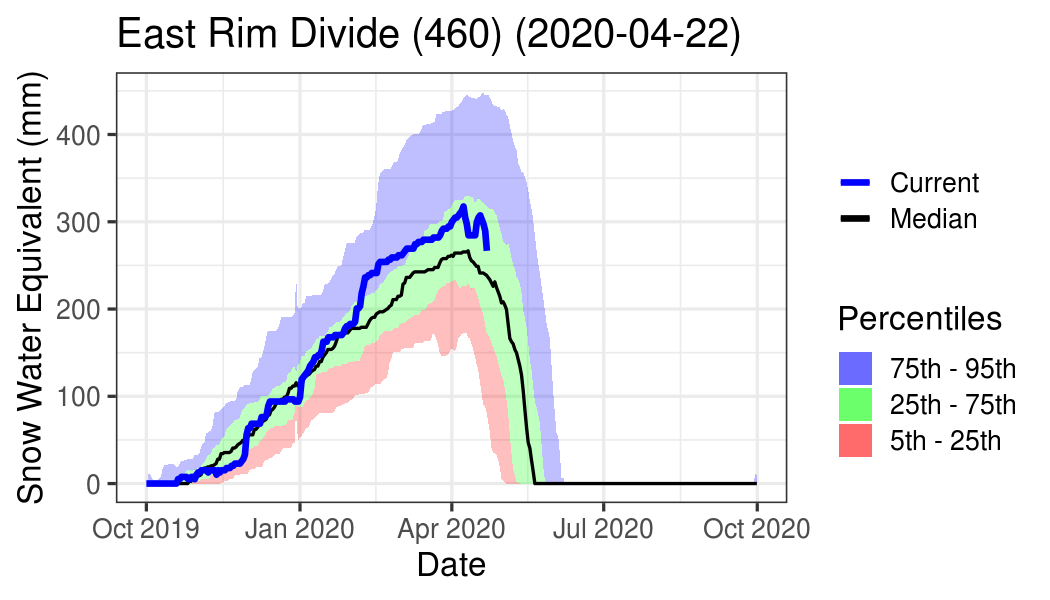 East Rim Divide (460) (2020-04-22)
Snow Water Equivalent (mm)
400
300
200
100
0
Oct 2019
Jan 2020
Apr 2020
Jul 2020
Oct 2020
Date
Current
Median
Percentiles
75th - 95th
25th - 75th
5th - 25th